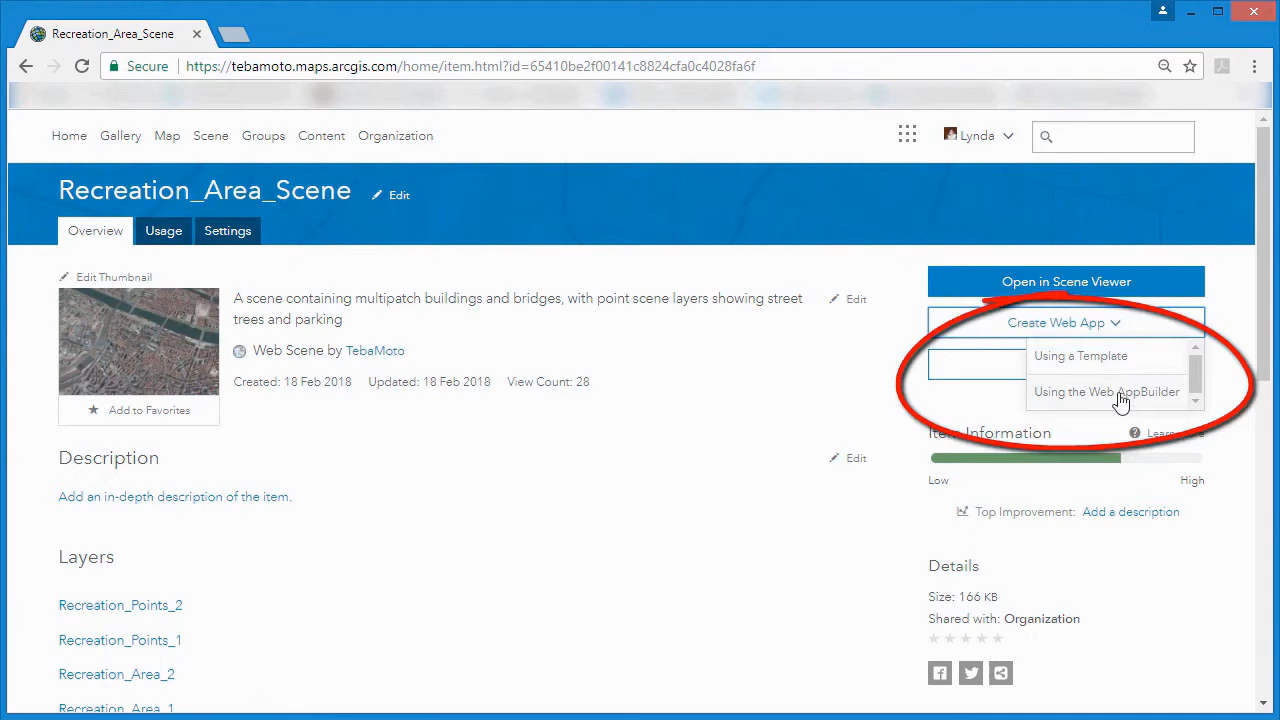 Recreation_Area_Scene
Secure
https://tebamoto.maps.arcgis.com/home/item.html?id=65410be2f00141c8824cfa0c4028fa6f
Home Gallery Map Scene Groups Content Organization
Lynda
Recreation_Area_Scene Edit
Overview Usage Settings
Edit Thumbnail
A scene containing multipatch buildings and bridges, with point scene layers showing street
trees and parking
Edit
Web Scene by TebaMoto
Created: 18 Feb 2018 Updated: 18 Feb 2018 View Count: 28
Add to Favorites
Description
Edit
Add an in-depth description of the item.
Layers
Recreation_Points_2
Recreation_Points_1
Recreation_Area_2
Recreation_Area_1
Open in Scene Viewer
Create Web App
Using a Template
Using the Web AppBuilder
Item Information
Low High
Top Improvement: Add a description
Details
Size: 166 KB
Shared with: Organization